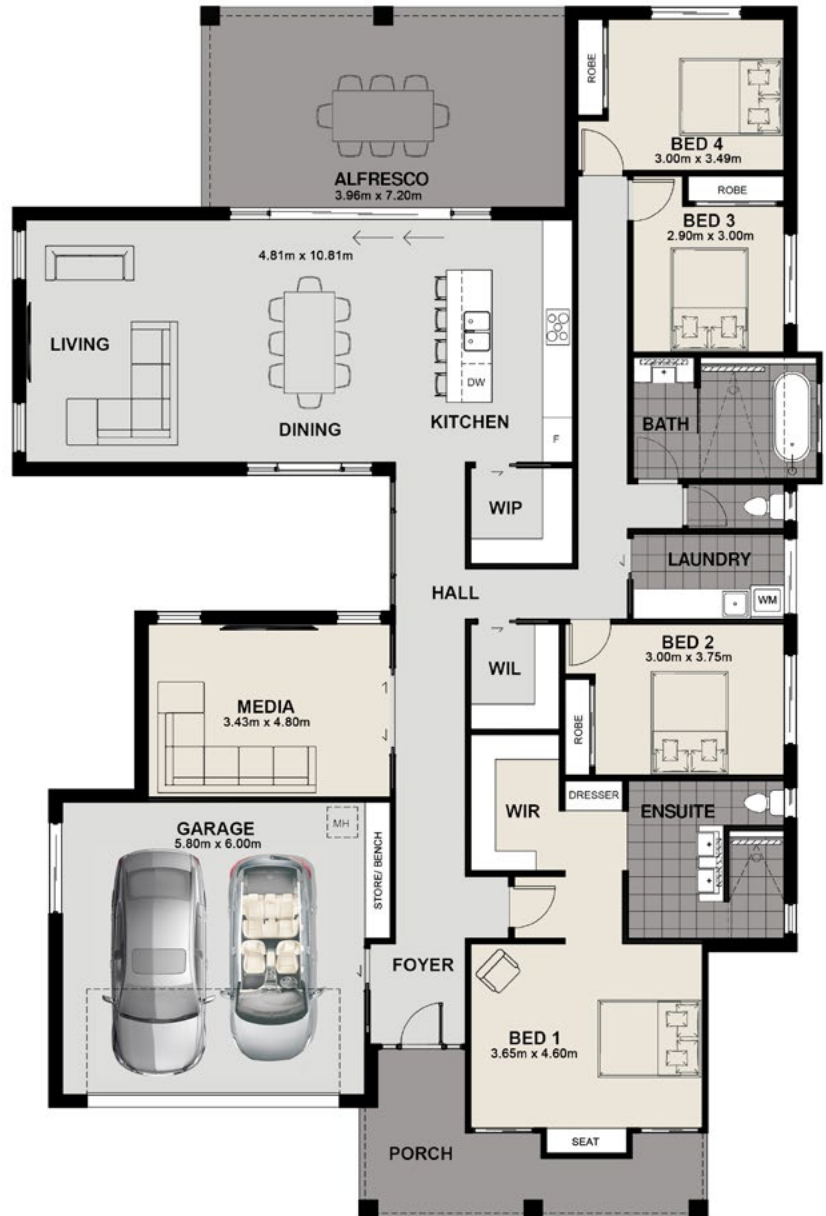 ROBE
BED 4
3.00m x 3.49m
ALFRESCO
3.96m x 7.20m
ROBE
BED 3
2.90m x 3.00m
4.81m x 10.81m
LIVING
DINING
KITCHEN
DW
F
BATH
WIP
LAUNDRY
WM
HALL
WIL
BED 2
3.00m x 3.75m
ROBE
MEDIA
3.43m x 4.80m
WIR
DRESSER
ENSUITE
GARAGE
5.80m x 6.00m
MH
STORE/ BENCH
FOYER
BED 1
3.65m x 4.60m
SEAT
PORCH